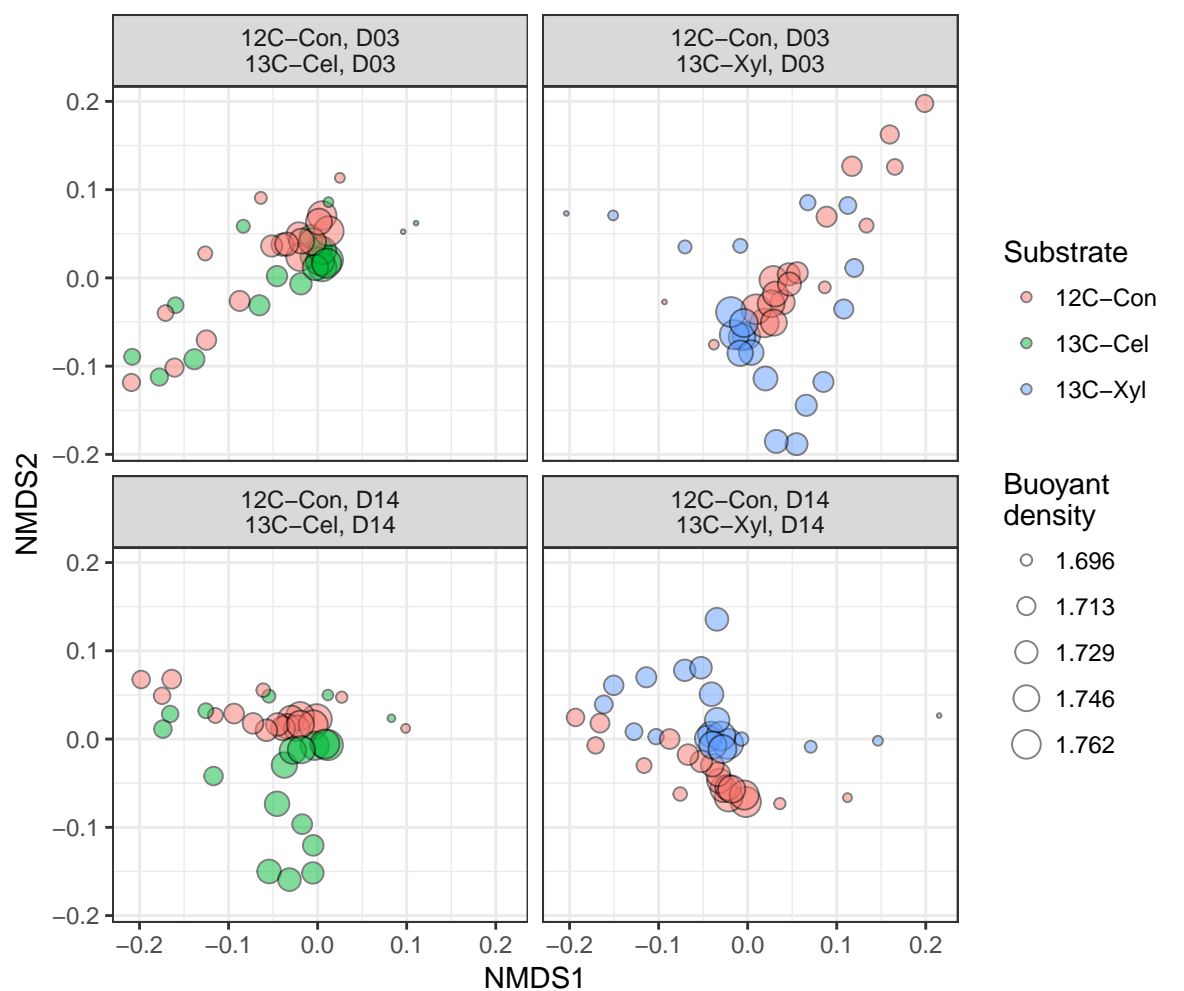 12C−Con, D03
13C−Cel, D03
12C−Con, D03
13C−Xyl, D03
0.2
0.1
0.0
−0.1
−0.2
12C−Con, D14
13C−Cel, D14
12C−Con, D14
13C−Xyl, D14
0.2
0.1
0.0
−0.1
−0.2
−0.2 −0.1 0.0 0.1 0.2
−0.2 −0.1 0.0 0.1 0.2
NMDS1
NMDS2
Substrate
12C−Con
13C−Cel
13C−Xyl
Buoyant
density
1.696
1.713
1.729
1.746
1.762